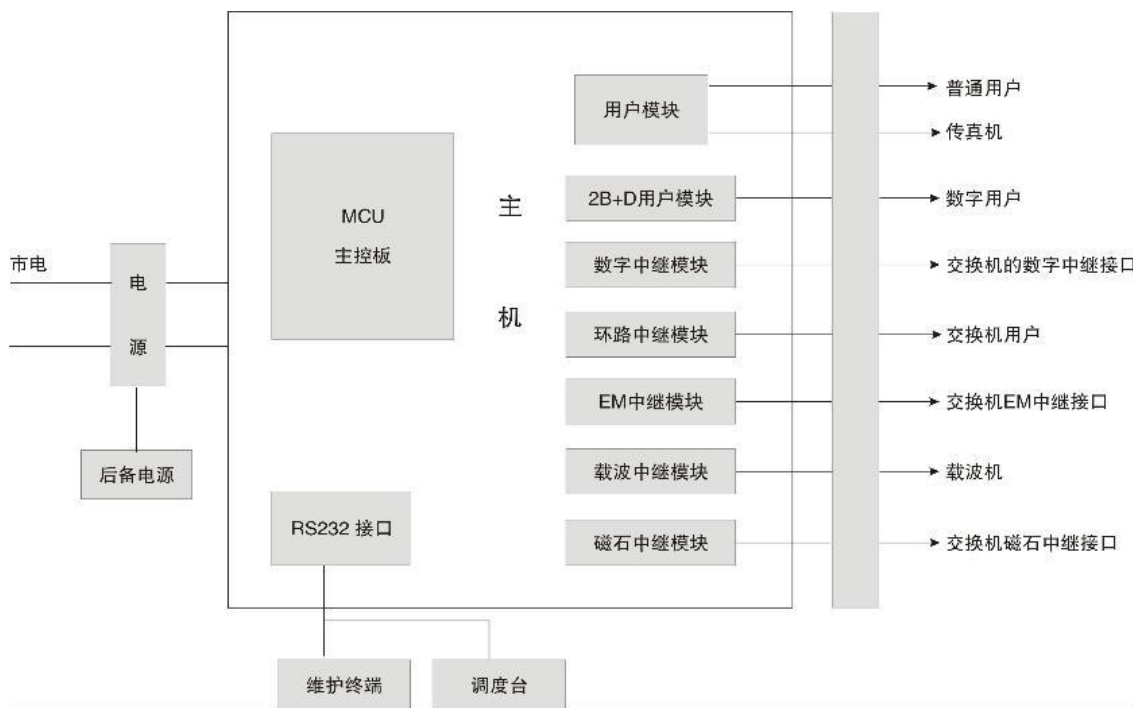 市电
电
源
后备电源
MCU
主控板
主
机
RS232 接口
维护终端
调度台
用户模块
2B+D用户模块
数字中继模块
环路中继模块
EM中继模块
载波中继模块
磁石中继模块
普通用户
传真机
数字用户
交换机的数字中继接口
交换机用户
交换机EM中继接口
载波机
交换机磁石中继接口